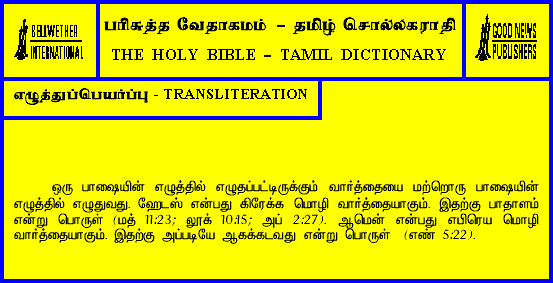 BELLWETHER
INTERNATIONAL
பரிசுத்த வேதாகமம் – தமிழ் சொல்லகராதி
THE HOLY BIBLE – TAMIL DICTIONARY
GOOD NEWS
PUBLISHERS
எழுத்துப்பெயர்ப்பு - TRANSLITERATION
ஒரு பாஷையின் எழுத்தில் எழுதப்பட்டிருக்கும் வார்த்தையை மற்றொரு பாஷையின்
எழுத்தில் எழுதுவது. ஹேடஸ் என்பது கிரேக்க மொழி வார்த்தையாகும். இதற்கு பாதாளம்
என்று பொருள் (மத் 11:23; லூக் 10:15; அப் 2:27). ஆமென் என்பது எபிரெய மொழி
வார்த்தையாகும். இதற்கு அப்படியே ஆகக்கடவது என்று பொருள் (எண் 5:22).